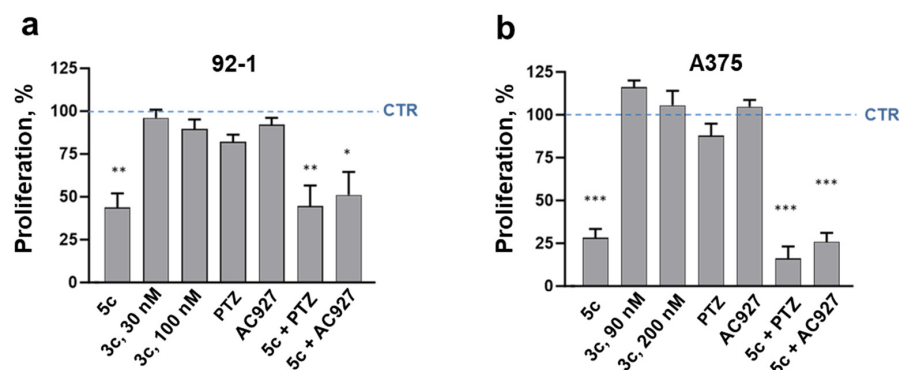 a
92-1
Proliferation, %
125
100
75
50
25
0
CTR
**
**
*
5c
3c, 30 nM
3c, 100 nM
PTZ
AC927
5c + PTZ
5c + AC927
b
A375
Proliferation, %
125
100
75
50
25
0
CTR
***
***
***
5c
3c, 90 nM
3c, 200 nM
PTZ
AC927
5c + PTZ
5c + AC927